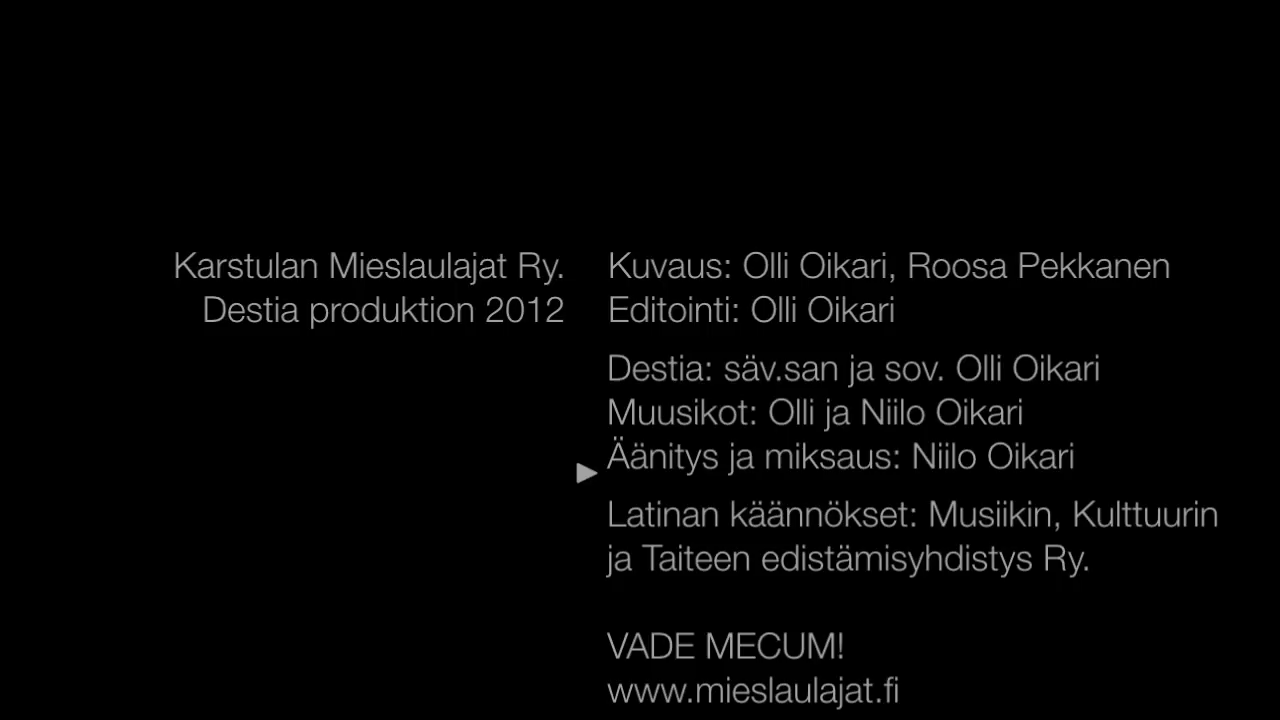 Karstulan Mieslaulajat Ry.
Destia produktion 2012
Kuvaus: Olli Oikari, Roosa Pekkanen
Editointi: Olli Oikari
Destia: säv.san ja sov. Olli Oikari
Muusikot: Olli ja Niilo Oikari
Äänitys ja miksaus: Niilo Oikari
Latinan käännökset: Musiikin, Kulttuurin
ja Taiteen edistämisyhdistys Ry.
VADE MECUM!
www.mieslaulajat.fi